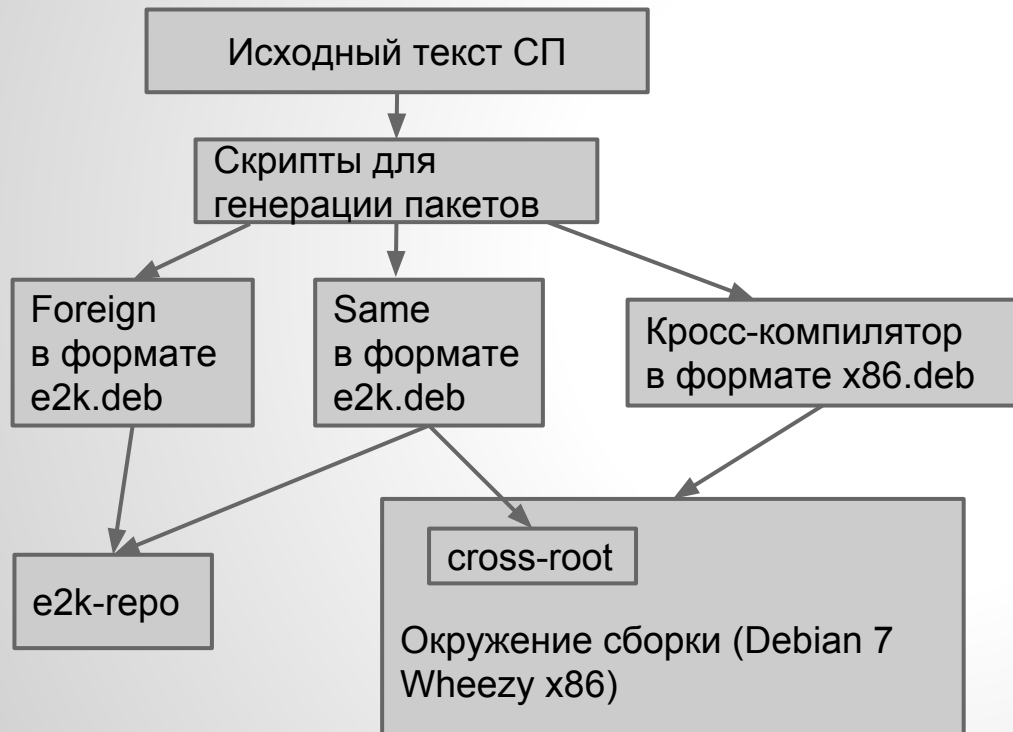 Исходный текст СП
Скрипты для
генерации пакетов
Foreign
в формате
e2k.deb
Same
в формате
e2k.deb
Кросс-компилятор
в формате x86.deb
e2k-repo
cross-root
Окружение сборки (Debian 7
Wheezy x86)